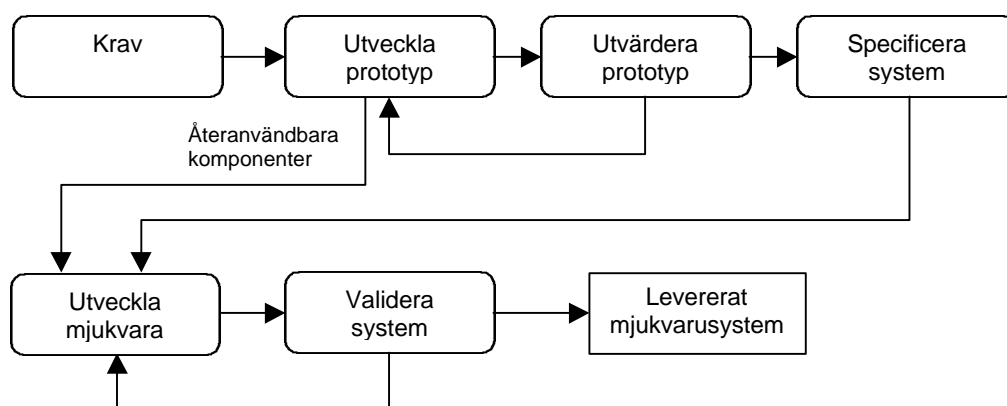 Krav
Utveckla
prototyp
Utvärdera
prototyp
Specificera
system
Återanvändbara
komponenter
Utveckla
mjukvara
Validera
system
Levererat
mjukvarusystem